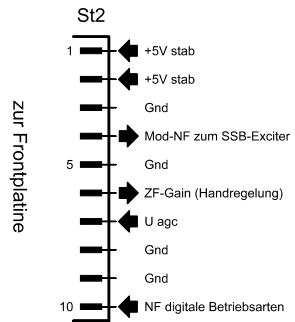 St2
1 +5V stab
+5V stab
Gnd
Mod-NF zum SSB-Exciter
5 Gnd
ZF-Gain (Handregelung)
U agc
Gnd
Gnd
10 NF digitale Betriebsarten
zur Frontplatine